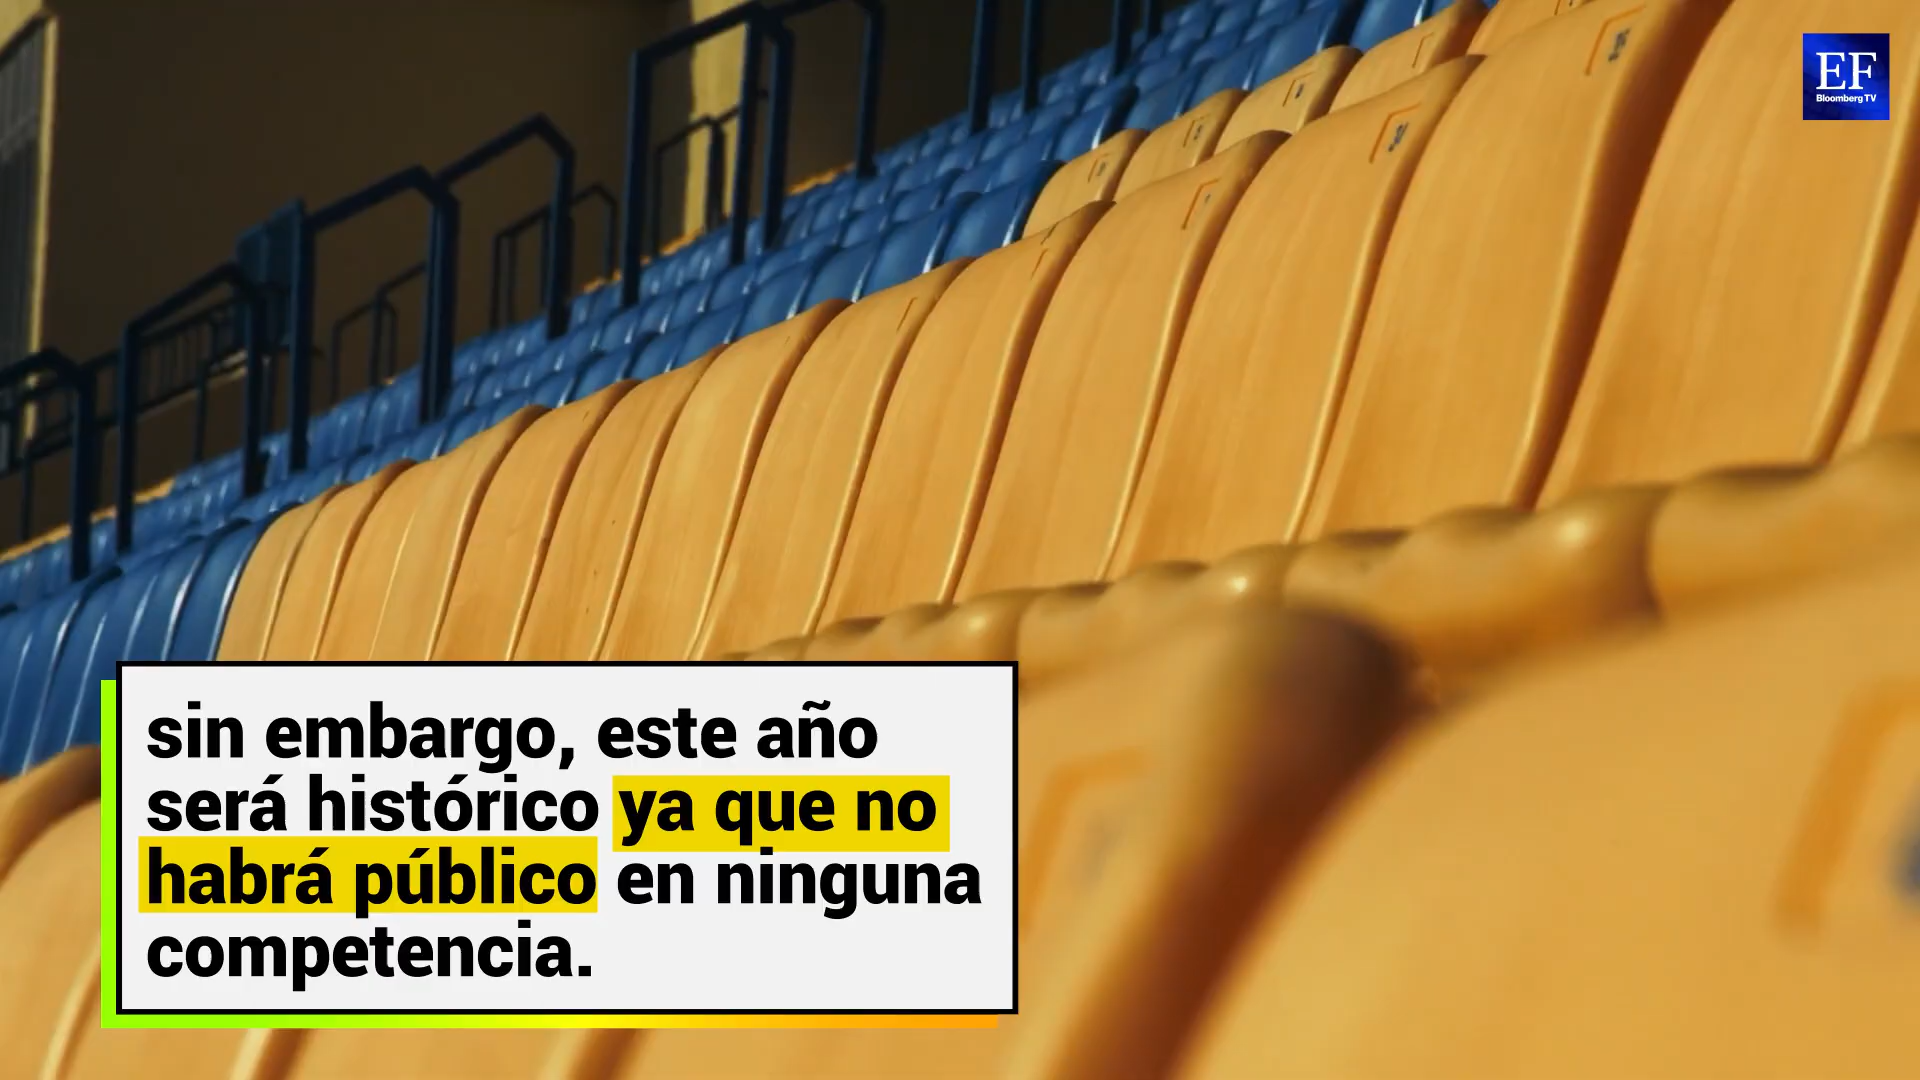 EF
Bloomberg TV
sin embargo, este año
será histórico ya que no
habrá público en ninguna
competencia.